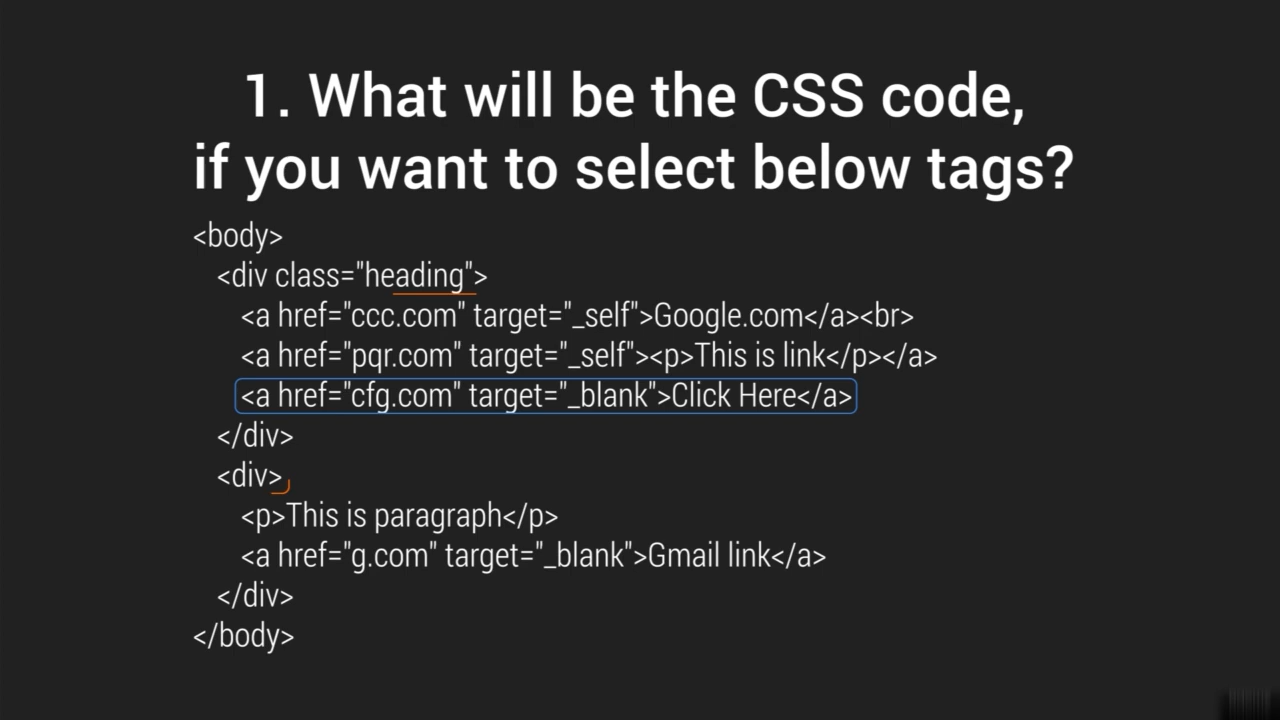 1. What will be the CSS code,
if you want to select below tags?
<body>
<div class="heading">
<a href="ccc.com" target="_self">Google.com</a><br>
<a href="pqr.com" target="_self"><p>This is link</p></a>
<a href="cfg.com" target="_blank">Click Here</a>
</div>
<div>
<p>This is paragraph</p>
<a href="g.com" target="_blank">Gmail link</a>
</div>
</body>